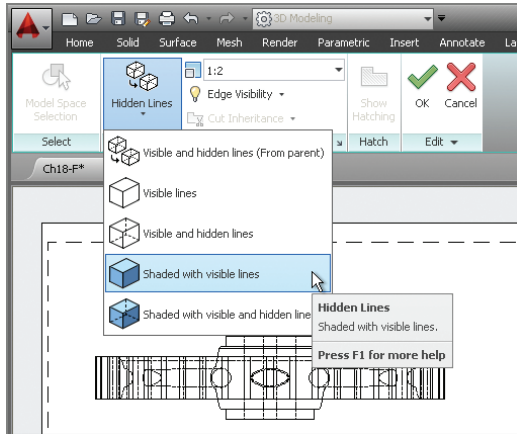 3D Modeling
Home Solid Surface Mesh Render Parametric Insert Annotate La
Model Space Selection
Hidden Lines
1:2
Edge Visibility
Cut Inheritance
Show Hatching
OK
Cancel
Select
Hatch
Edit
Ch18-F*
Visible and hidden lines (From parent)
Visible lines
Visible and hidden lines
Shaded with visible lines
Shaded with visible and hidden line
Hidden Lines
Shaded with visible lines.
Press F1 for more help